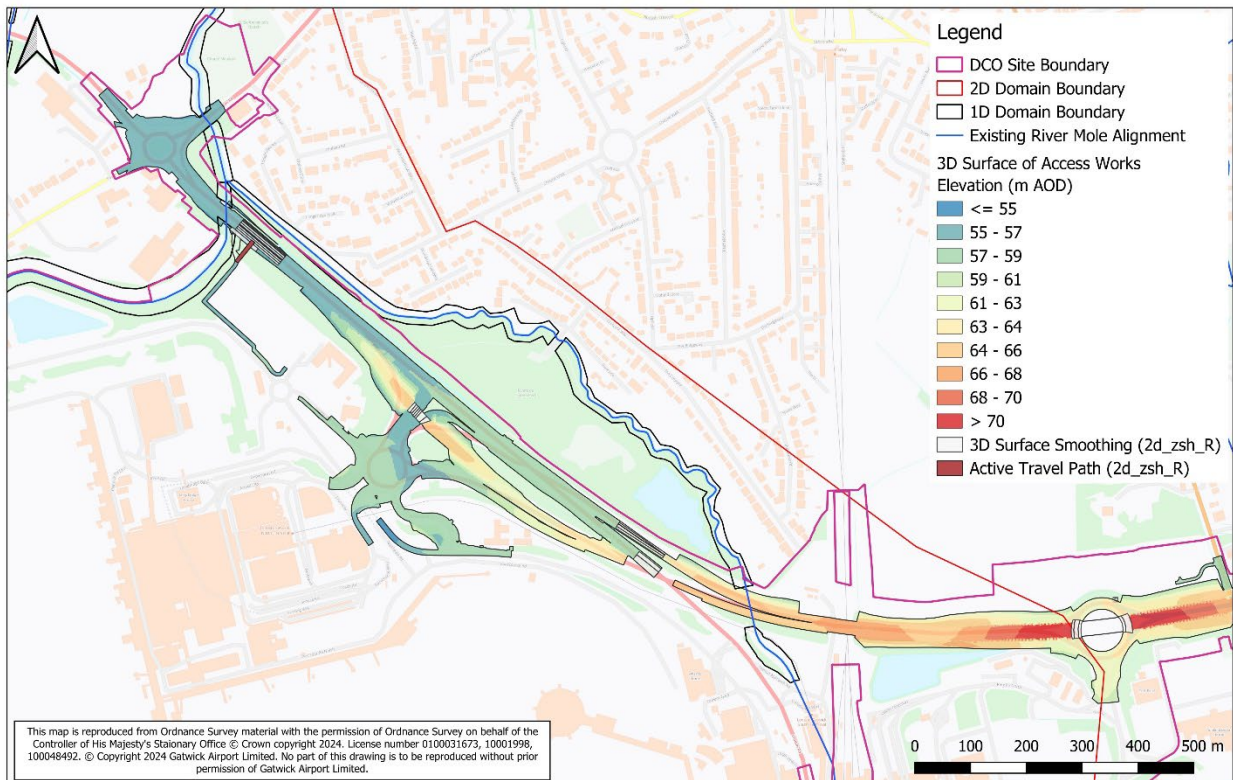 Legend
DCO Site Boundary
2D Domain Boundary
1D Domain Boundary
Existing River Mole Alignment
3D Surface of Access Works
Elevation (m AOD)
<= 55
55 - 57
57 - 59
59 - 61
61 - 63
63 - 64
64 - 66
66 - 68
68 - 70
> 70
3D Surface Smoothing (2d_zsh_R)
Active Travel Path (2d_zsh_R)
This map is reproduced from Ordnance Survey material with the permission of Ordnance Survey on behalf of the
Controller of His Majesty's Staionary Office © Crown copyright 2024. License number 0100031673, 10001998,
100048492. © Copyright 2024 Gatwick Airport Limited. No part of this drawing is to be reproduced without prior
permission of Gatwick Airport Limited.
0 100 200 300 400 500 m